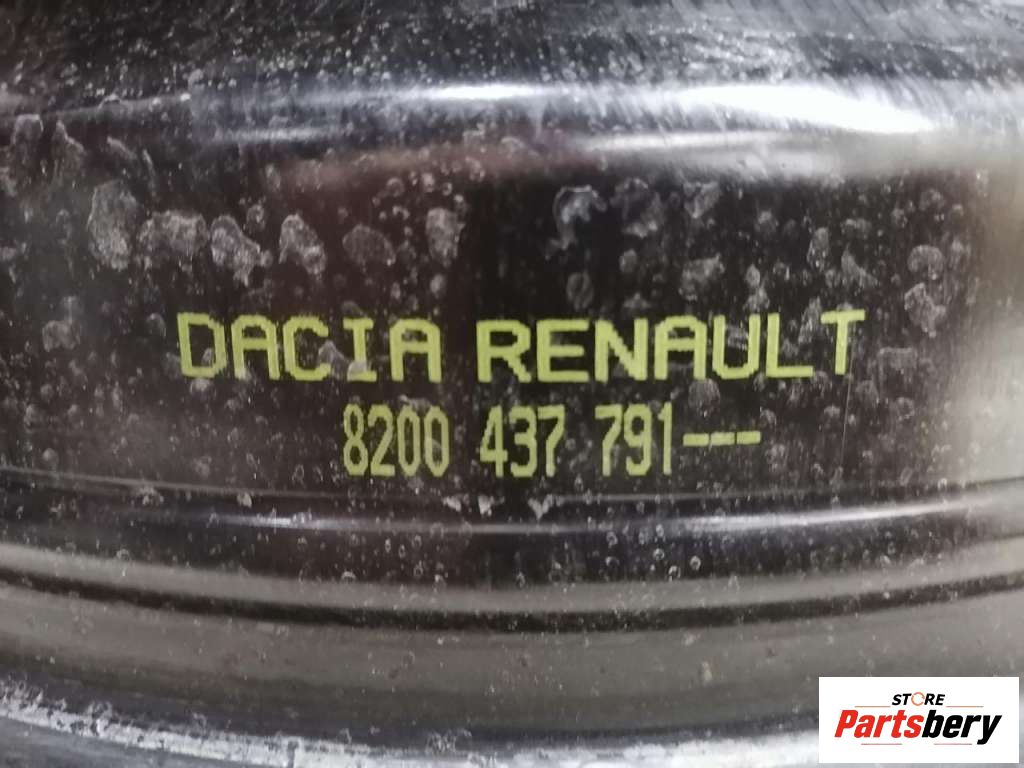 DACIA RENAULT
8200 437 791---
STORE
Partsbery